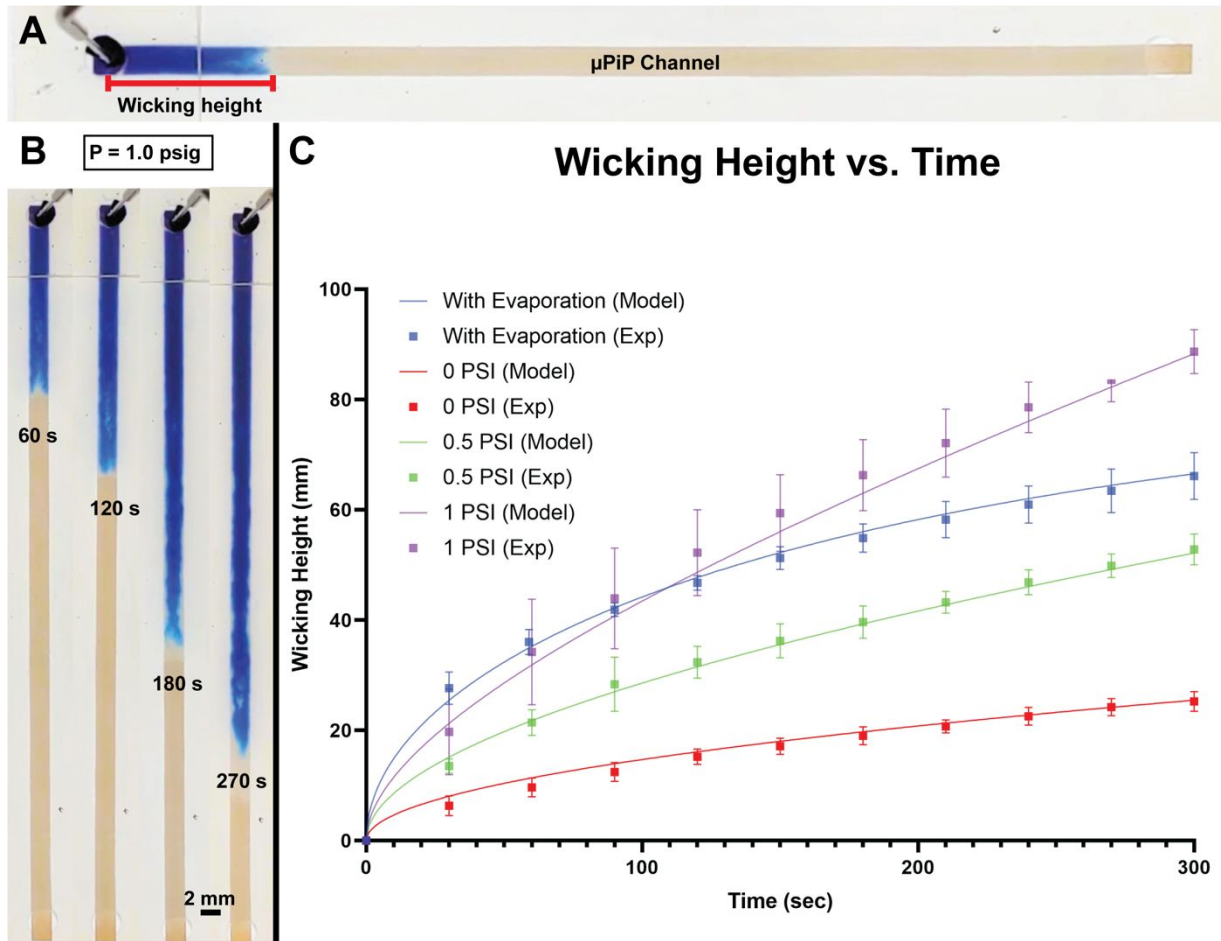 A
µPiP Channel
Wicking height
B
P = 1.0 psig
60 s
120 s
180 s
270 s
2 mm
C
Wicking Height vs. Time
With Evaporation (Model)
With Evaporation (Exp)
0 PSI (Model)
0 PSI (Exp)
0.5 PSI (Model)
0.5 PSI (Exp)
1 PSI (Model)
1 PSI (Exp)
Wicking Height (mm)
100
80
60
40
20
0
0
100
200
300
Time (sec)